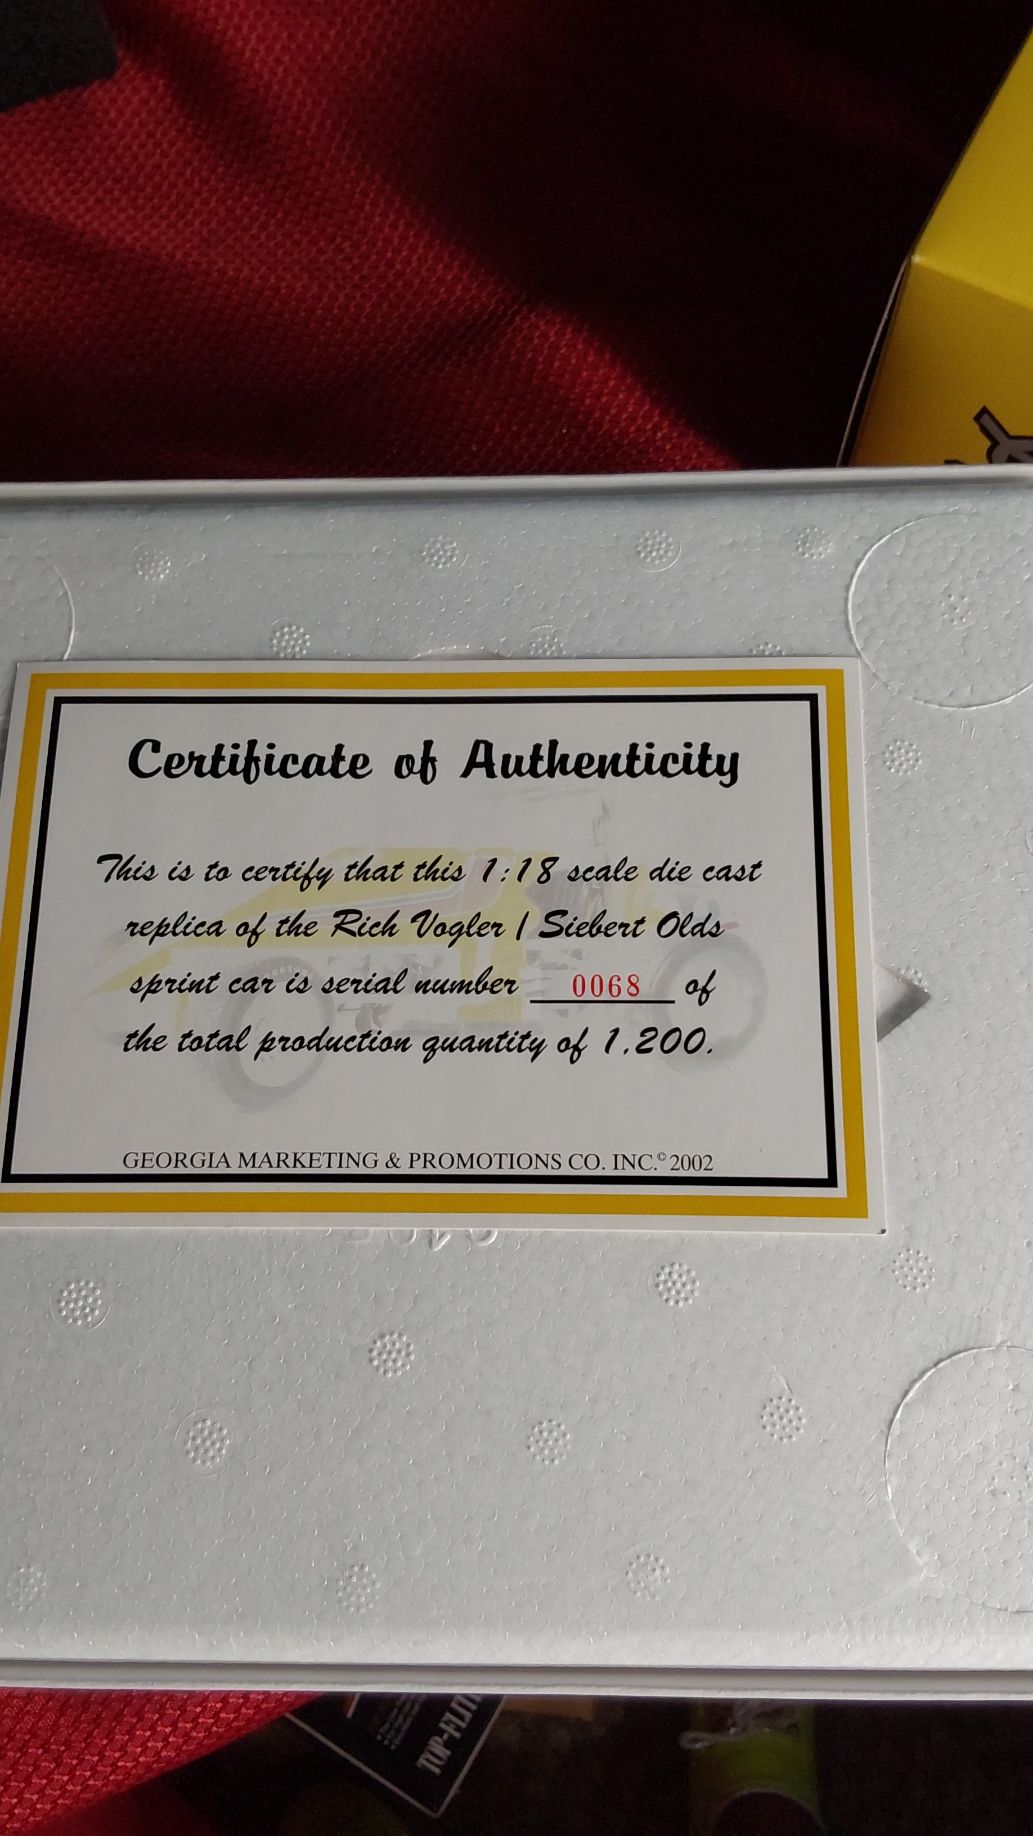 Certificate of Authenticity
This is to certify that this 1:18 scale die cast
replica of the Rich Vogler / Siebert Olds
sprint car is serial number 0068 of
the total production quantity of 1,200.
GEORGIA MARKETING & PROMOTIONS CO. INC.© 2002